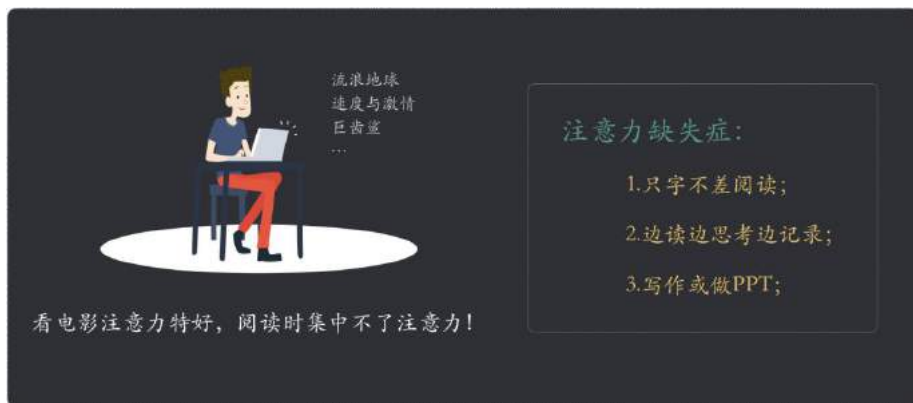 流浪地球
速度与激情
巨齿鲨
...
看电影注意力特好，阅读时集中不了注意力！
注意力缺失症：
1.只字不差阅读；
2.边读边思考边记录；
3.写作或做PPT；